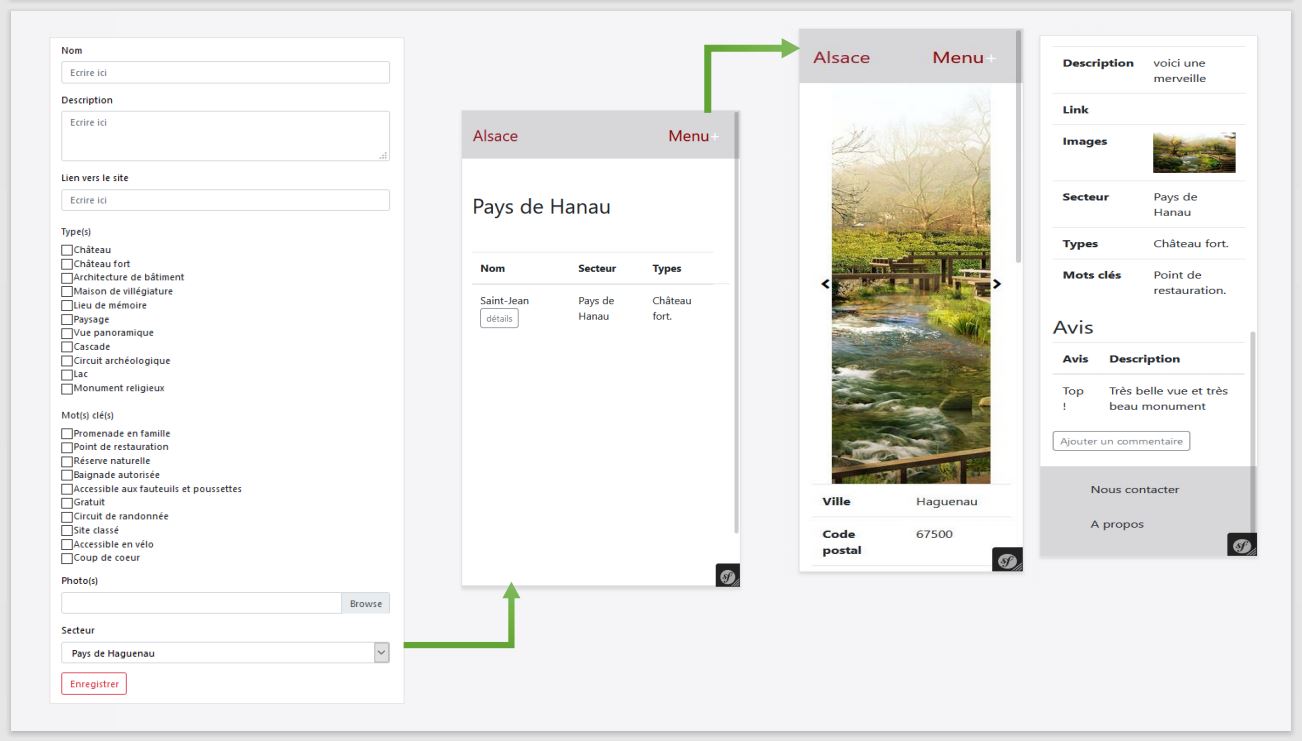 Nom
Ecrire ici
Description
Ecrire ici
Lien vers le site
Ecrire ici
Type(s)
Château
Château fort
Architecture de bâtiment
Maison de villégiature
Lieu de mémoire
Paysage
Vue panoramique
Cascade
Circuit archéologique
Lac
Monument religieux
Mot(s) clé(s)
Promenade en famille
Point de restauration
Réserve naturelle
Baignade autorisée
Accessible aux fauteuils et poussettes
Gratuit
Circuit de randonnée
Site classé
Accessible en vélo
Coup de coeur
Photo(s)
Browse
Secteur
Pays de Haguenau
Enregistrer
Alsace Menu+
Pays de Hanau
Nom Secteur Types
Saint-Jean Pays de Château
Hanau fort.
détails
sf
Alsace Menu+
Ville Haguenau
Code 67500
postal
sf
Description voici une
merveille
Link
Images
Secteur Pays de
Hanau
Types Château fort.
Mots clés Point de
restauration.
Avis
Avis Description
Top Très belle vue et très
! beau monument
Ajouter un commentaire
Nous contacter
A propos
sf